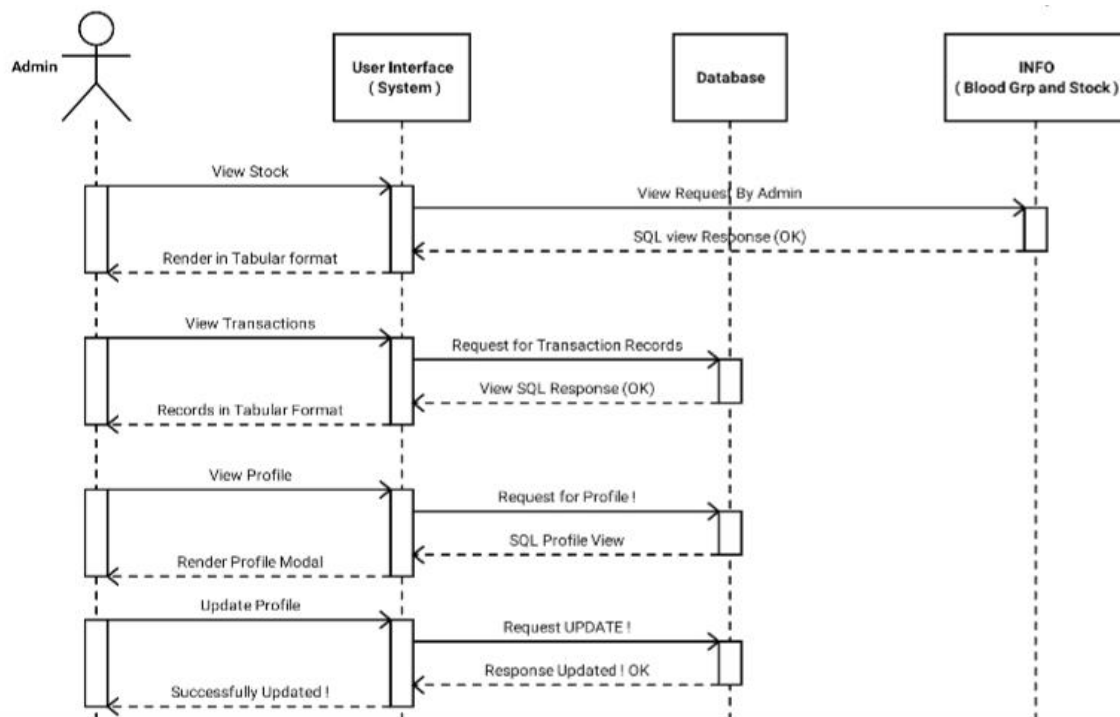 Admin
User Interface
( System )
Database
INFO
( Blood Grp and Stock )
View Stock
View Request By Admin
SQL view Response (OK)
Render in Tabular format
View Transactions
Request for Transaction Records
View SQL Response (OK)
Records in Tabular Format
View Profile
Request for Profile !
SQL Profile View
Render Profile Modal
Update Profile
Request UPDATE !
Response Updated ! OK
Successfully Updated !